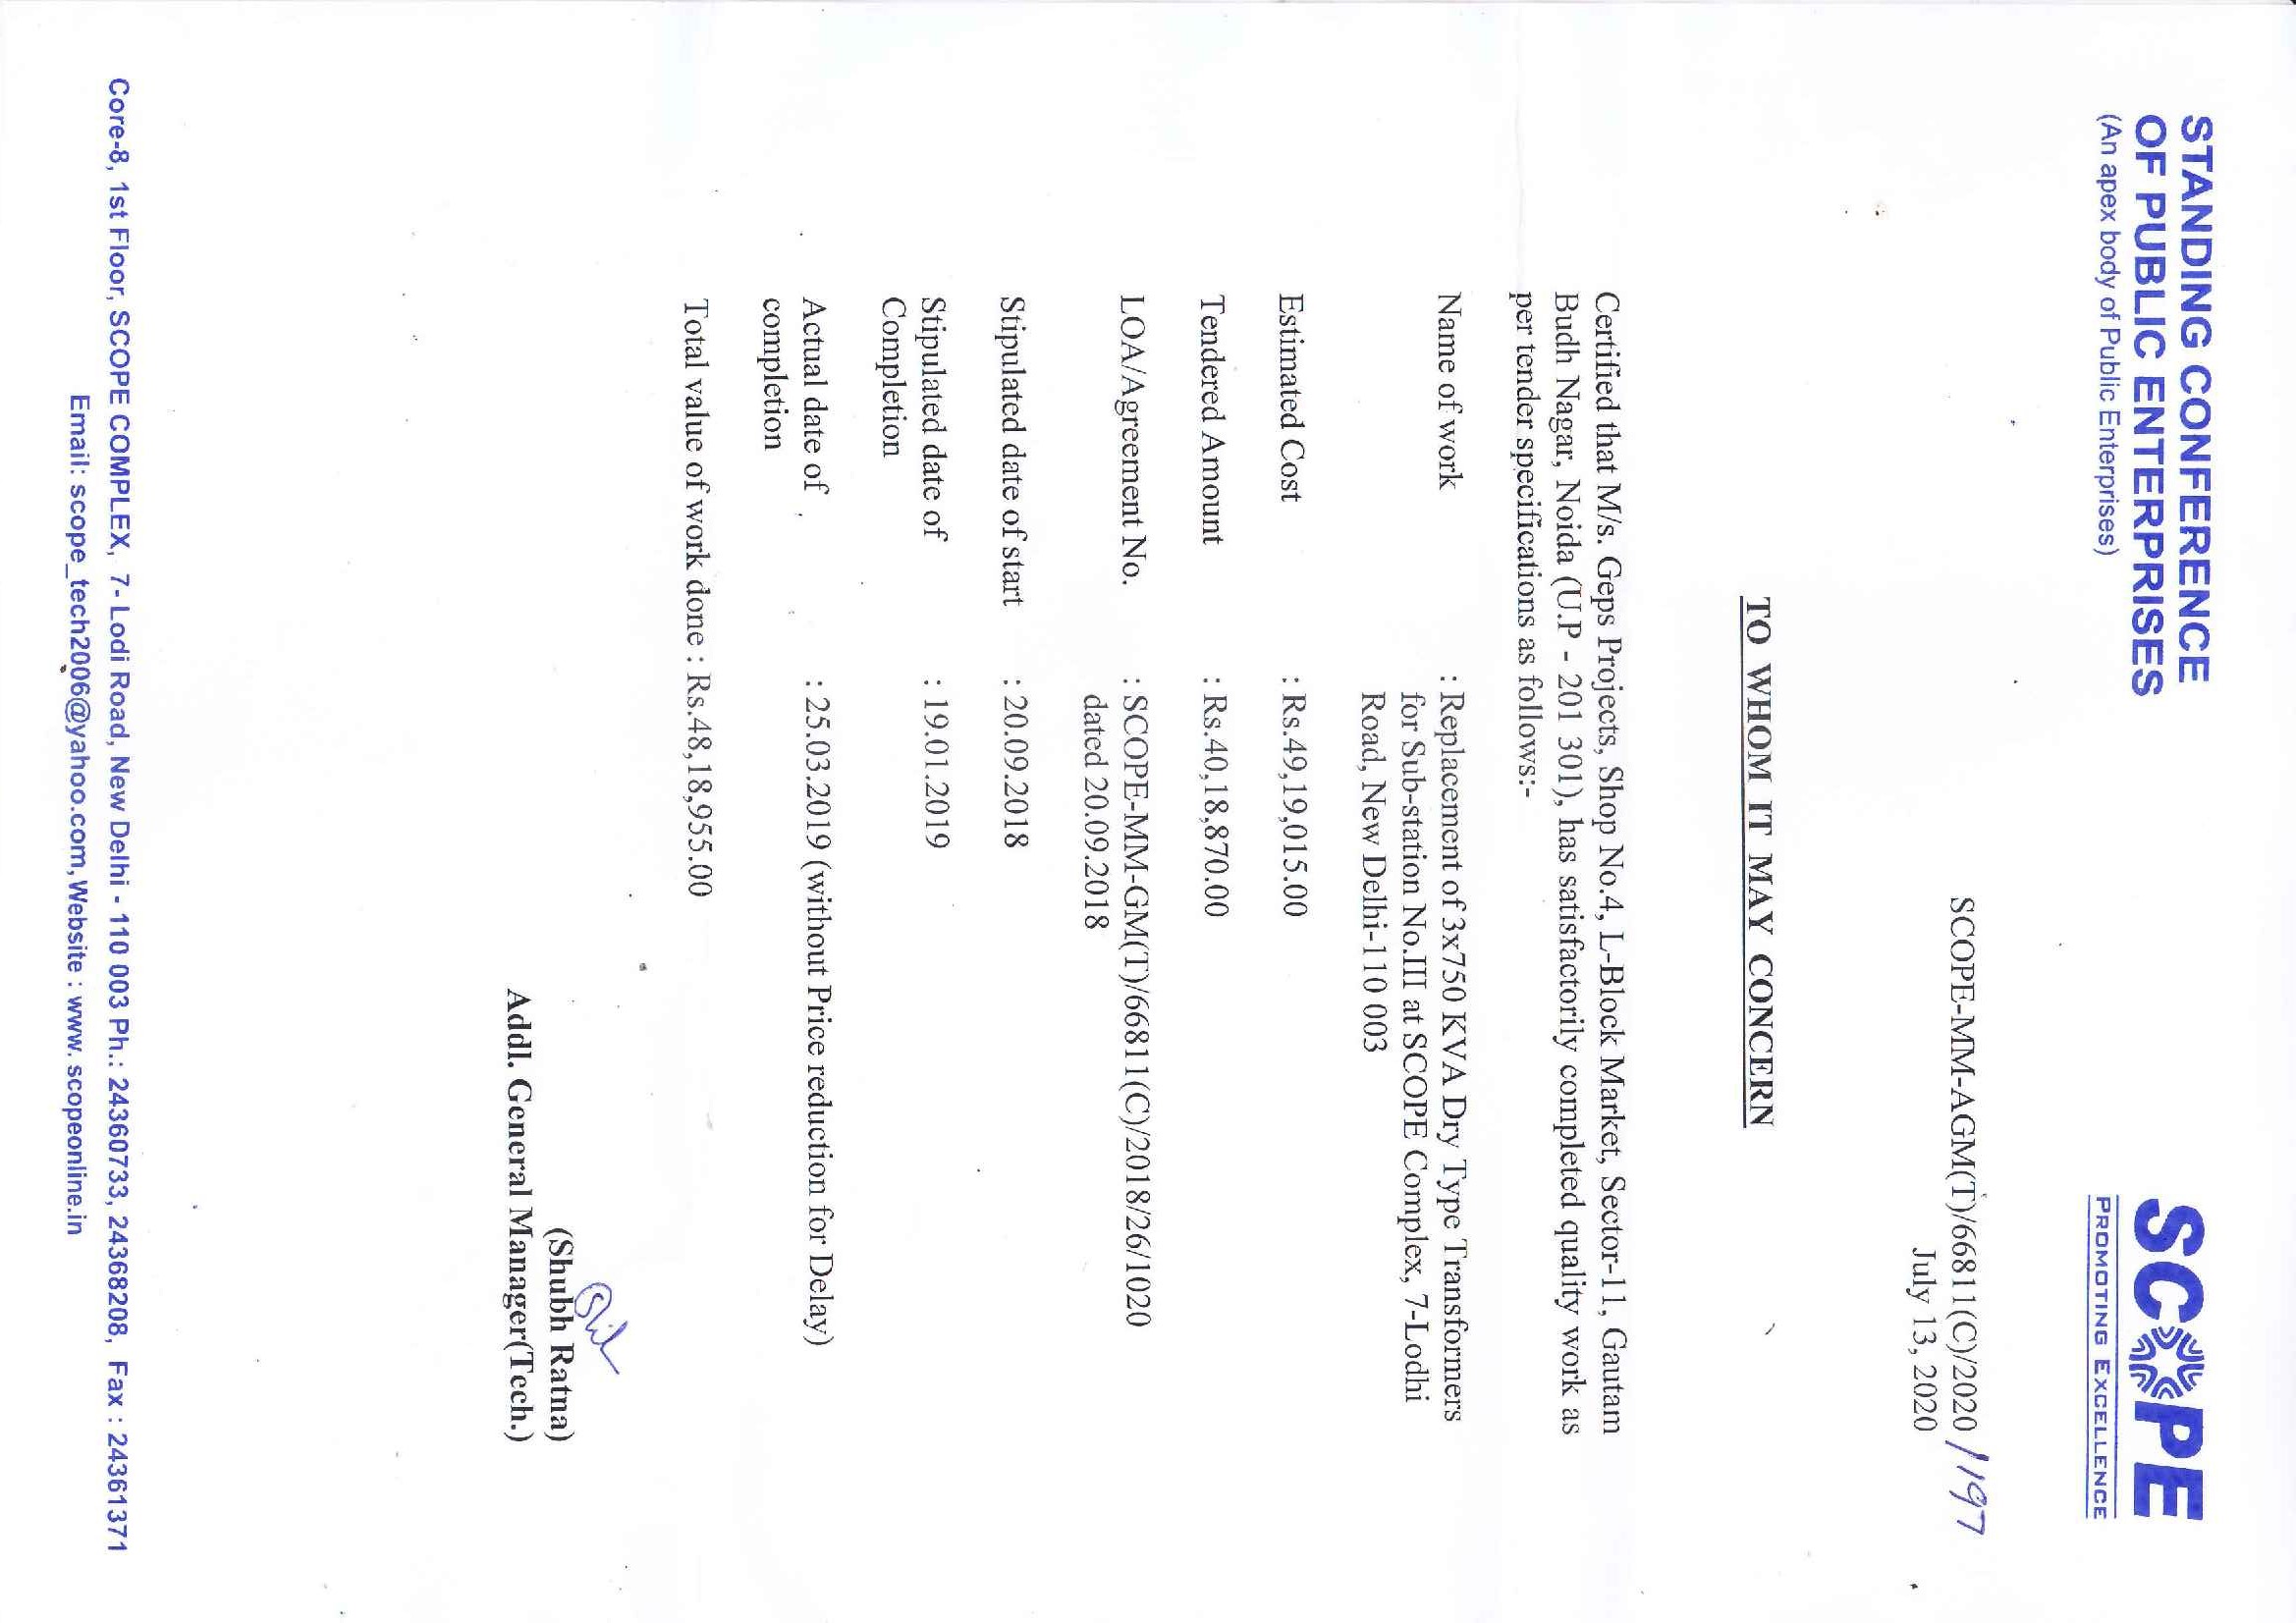 STANDING CONFERENCE
OF PUBLIC ENTERPRISES
(An apex body of Public Enterprises)
SCOPE
PROMOTING EXCELLENCE
SCOPE-MM-AGM(T)/66811(C)/2020/197
July 13, 2020
TO WHOM IT MAY CONCERN
Certified that M/s. Geps Projects, Shop No.4, L-Block Market, Sector-11, Gautam
Budh Nagar, Noida (U.P - 201 301), has satisfactorily completed quality work as
per tender specifications as follows:-
Name of work : Replacement of 3x750 KVA Dry Type Transformers
for Sub-station No.III at SCOPE Complex, 7-Lodhi
Road, New Delhi-110 003
Estimated Cost : Rs.49,19,015.00
Tendered Amount : Rs.40,18,870.00
LOA/Agreement No. : SCOPE-MM-GM(T)/66811(C)/2018/26/1020
dated 20.09.2018
Stipulated date of start : 20.09.2018
Stipulated date of : 19.01.2019
Completion
Actual date of : 25.03.2019 (without Price reduction for Delay)
completion
Total value of work done : Rs.48,18,955.00
(Shubh Ratna)
Addl. General Manager(Tech.)
Core-8, 1st Floor, SCOPE COMPLEX, 7- Lodi Road, New Delhi - 110 003 Ph.: 24360733, 24368208, Fax : 24361371
Email: scope_tech2006@yahoo.com, Website : www. scopeonline.in